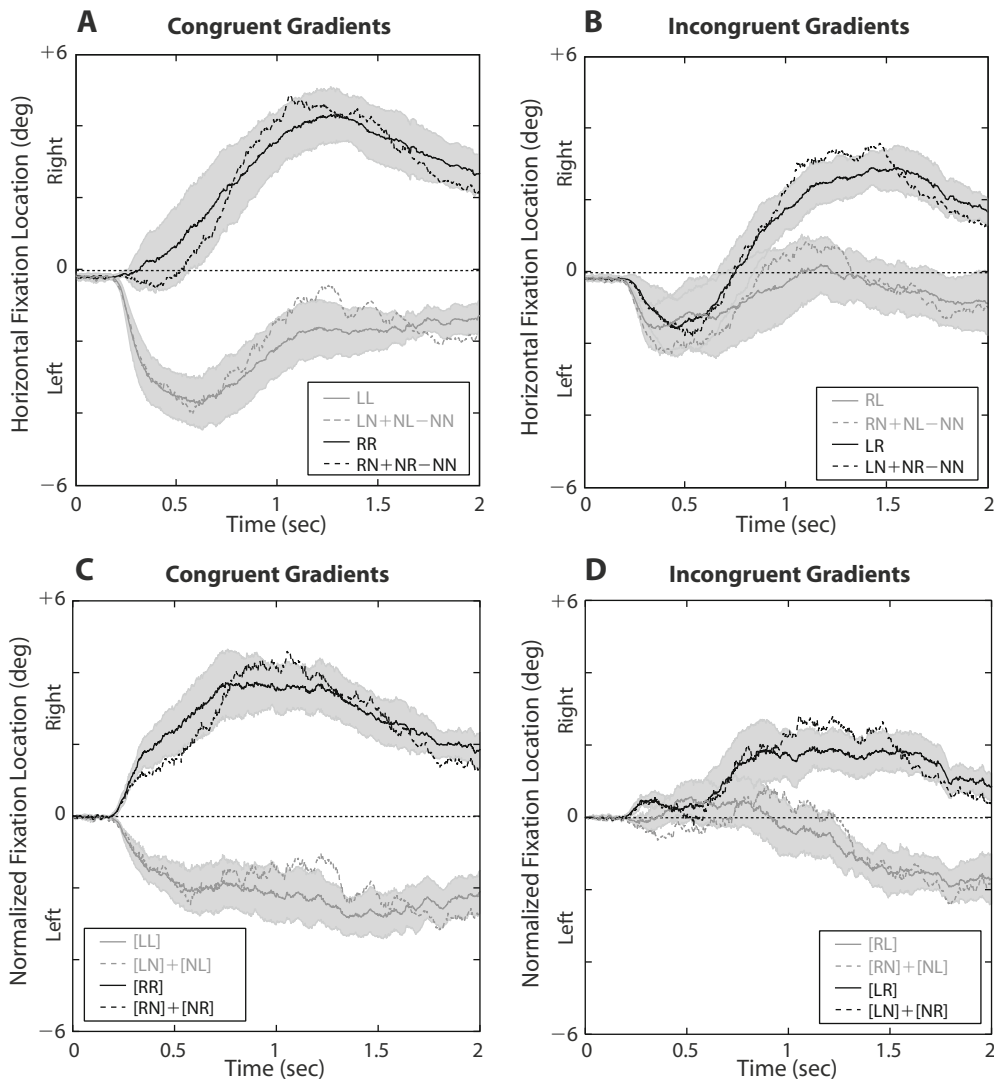 A Congruent Gradients
+6
Horizontal Fixation Location (deg)
Right
0
Left
−6
LL
LN+NL−NN
RR
RN+NR−NN
0 0.5 1 1.5 2
Time (sec)
B Incongruent Gradients
+6
Horizontal Fixation Location (deg)
Right
0
Left
−6
RL
RN+NL−NN
LR
LN+NR−NN
0 0.5 1 1.5 2
Time (sec)
C Congruent Gradients
+6
Normalized Fixation Location (deg)
Right
0
Left
−6
[LL]
[LN]+[NL]
[RR]
[RN]+[NR]
0 0.5 1 1.5 2
Time (sec)
D Incongruent Gradients
+6
Normalized Fixation Location (deg)
Right
0
Left
−6
[RL]
[RN]+[NL]
[LR]
[LN]+[NR]
0 0.5 1 1.5 2
Time (sec)